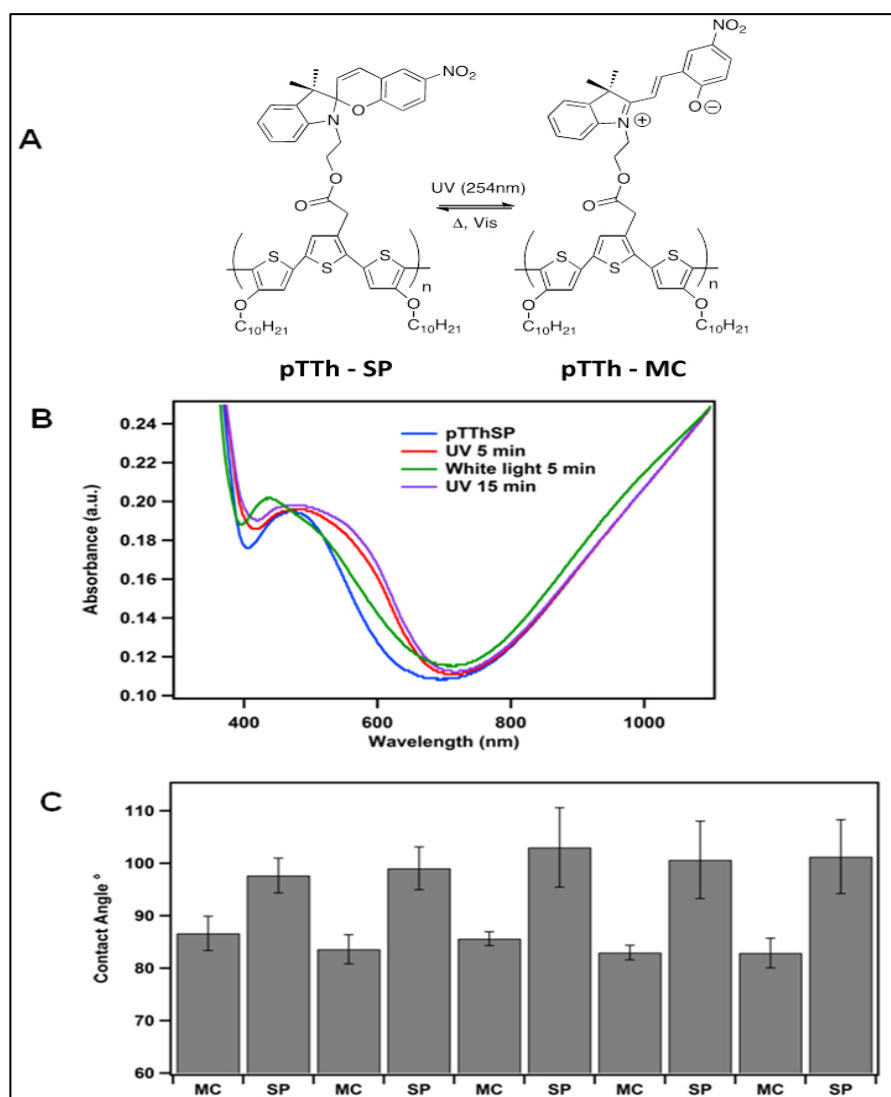 A
NO2
O
N
O
O
S
S
S
n
O
C10H21
O
C10H21
pTTh - SP
UV (254nm)
Δ, Vis
NO2
O ⊖
N ⊕
O
O
S
S
S
n
O
C10H21
O
C10H21
pTTh - MC
B
pTThSP
UV 5 min
White light 5 min
UV 15 min
Absorbance (a.u.)
0.24
0.22
0.20
0.18
0.16
0.14
0.12
0.10
400 600 800 1000
Wavelength (nm)
C
Contact Angle °
110
100
90
80
70
60
MC SP MC SP MC SP MC SP MC SP